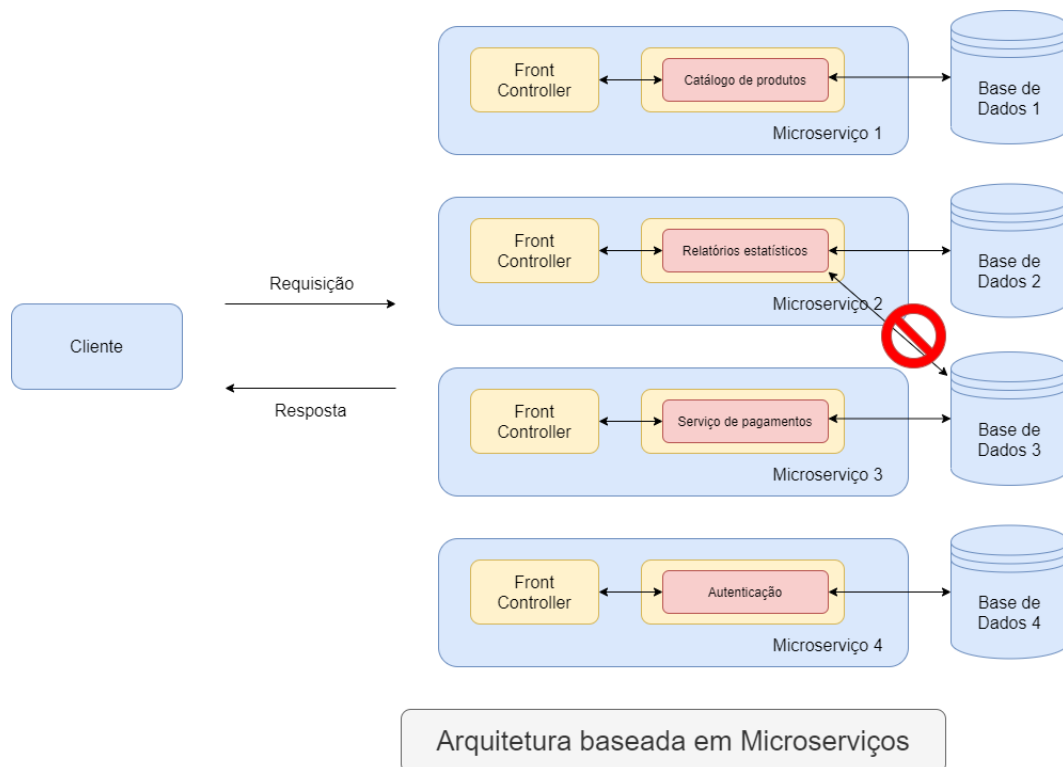 Front
Controller
Catálogo de produtos
Microserviço 1
Base de
Dados 1
Front
Controller
Relatórios estatísticos
Microserviço 2
Base de
Dados 2
Requisição
Cliente
Resposta
Front
Controller
Serviço de pagamentos
Microserviço 3
Base de
Dados 3
Front
Controller
Autenticação
Microserviço 4
Base de
Dados 4
Arquitetura baseada em Microserviços